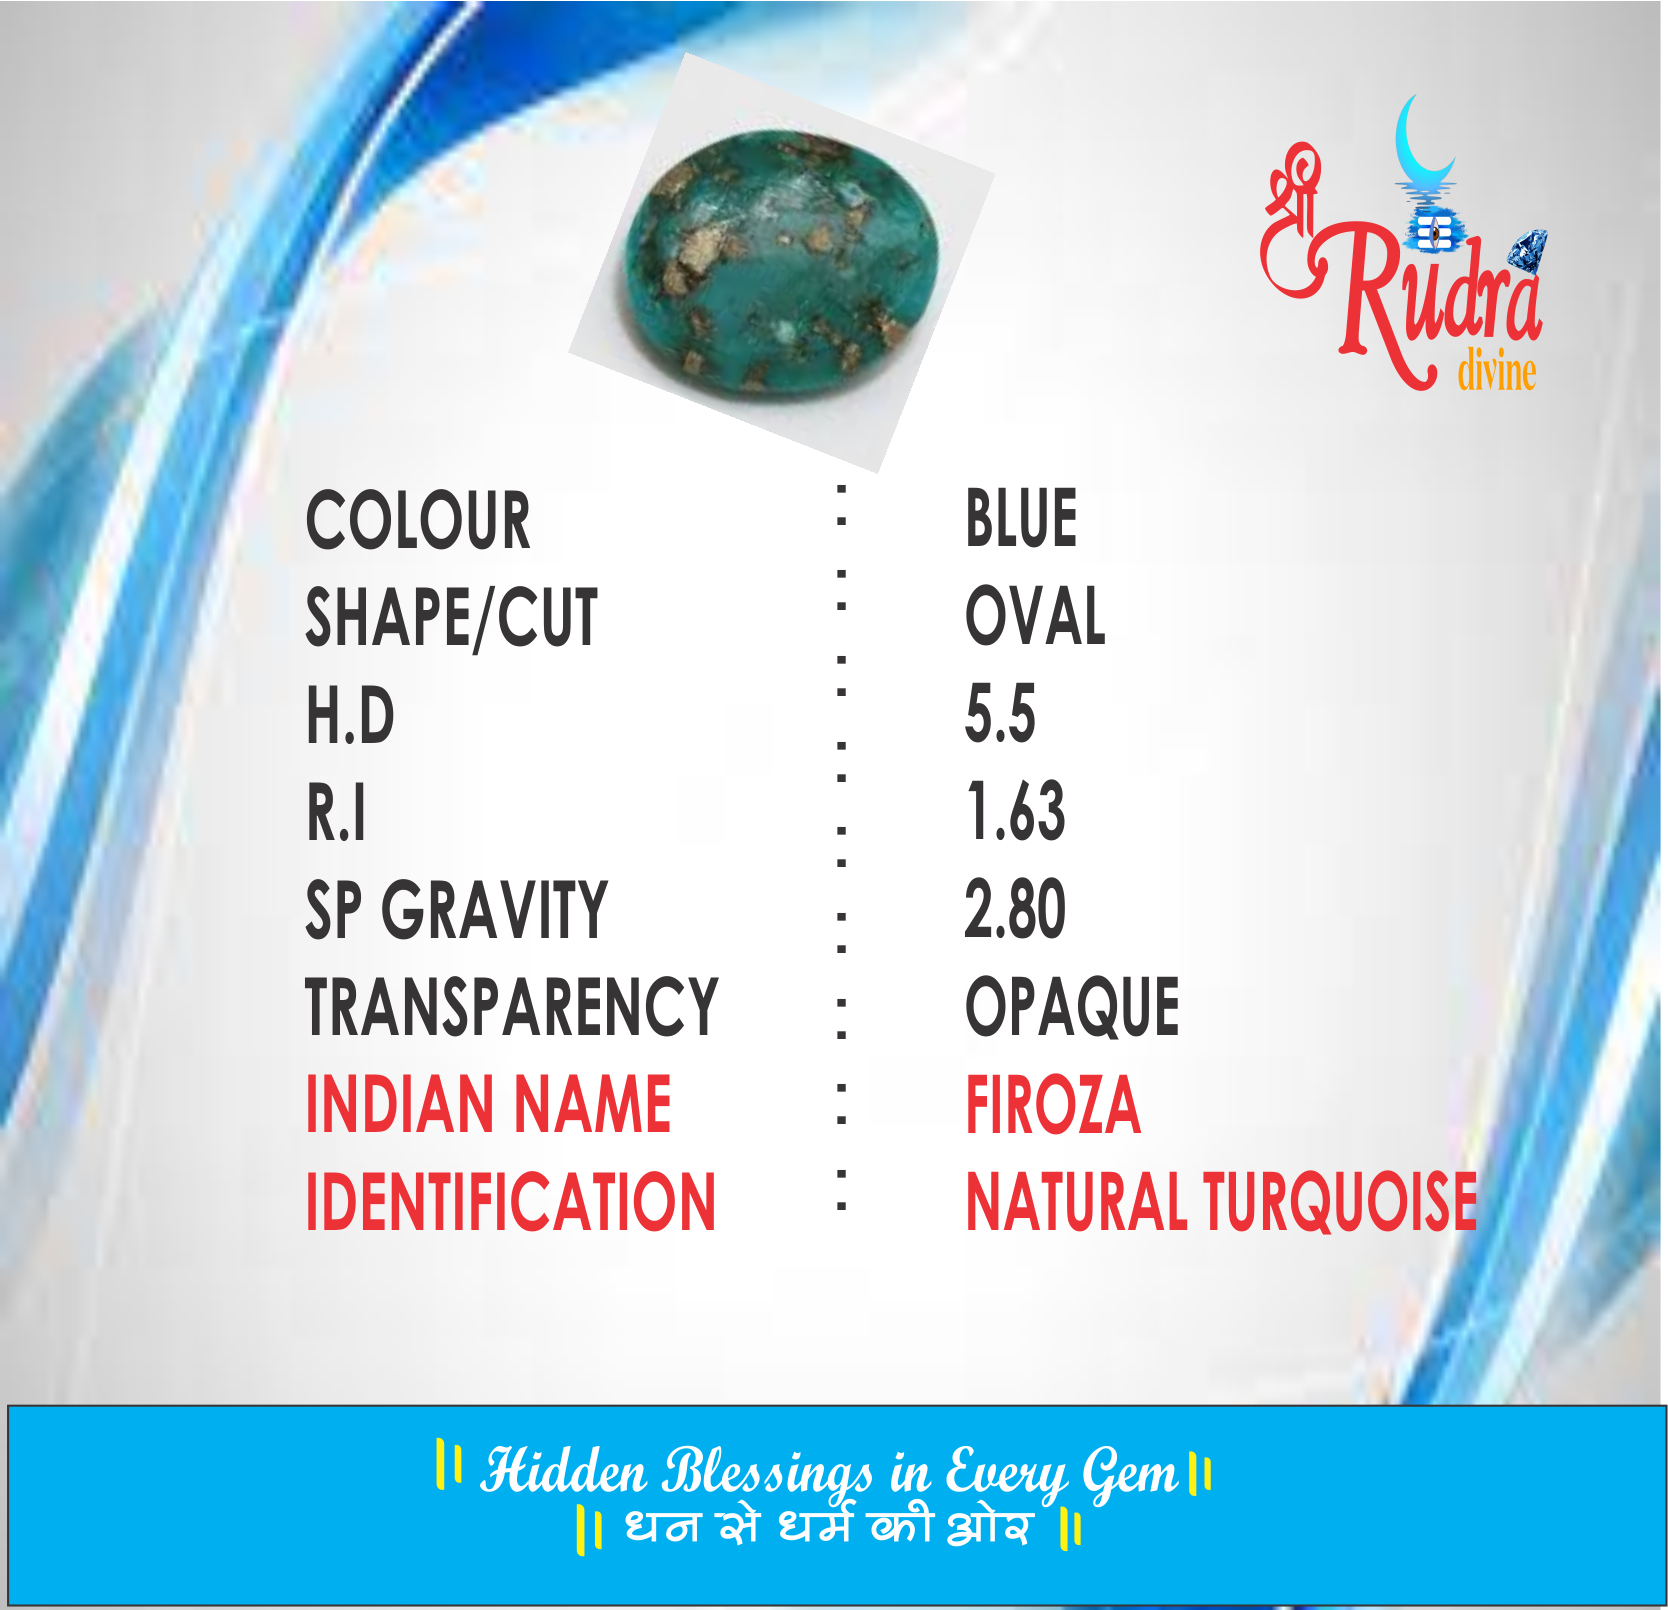 श्री Rudra
divine
COLOUR : BLUE
SHAPE/CUT : OVAL
H.D : 5.5
R.I : 1.63
SP GRAVITY : 2.80
TRANSPARENCY : OPAQUE
INDIAN NAME : FIROZA
IDENTIFICATION : NATURAL TURQUOISE
|| Hidden Blessings in Every Gem ||
|| धन से धर्म की ओर ||